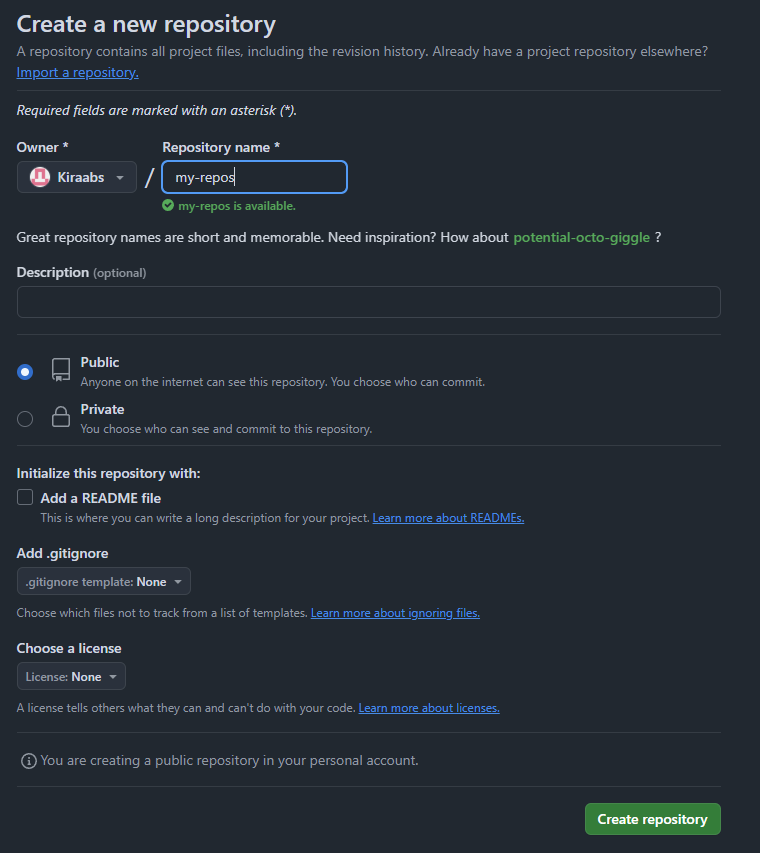 Create a new repository
A repository contains all project files, including the revision history. Already have a project repository elsewhere?
Import a repository.
Required fields are marked with an asterisk (*).
Owner * Repository name *
Kiraabs / my-repos
my-repos is available.
Great repository names are short and memorable. Need inspiration? How about potential-octo-giggle ?
Description (optional)
Public
Anyone on the internet can see this repository. You choose who can commit.
Private
You choose who can see and commit to this repository.
Initialize this repository with:
Add a README file
This is where you can write a long description for your project. Learn more about READMEs.
Add .gitignore
.gitignore template: None
Choose which files not to track from a list of templates. Learn more about ignoring files.
Choose a license
License: None
A license tells others what they can and can't do with your code. Learn more about licenses.
You are creating a public repository in your personal account.
Create repository